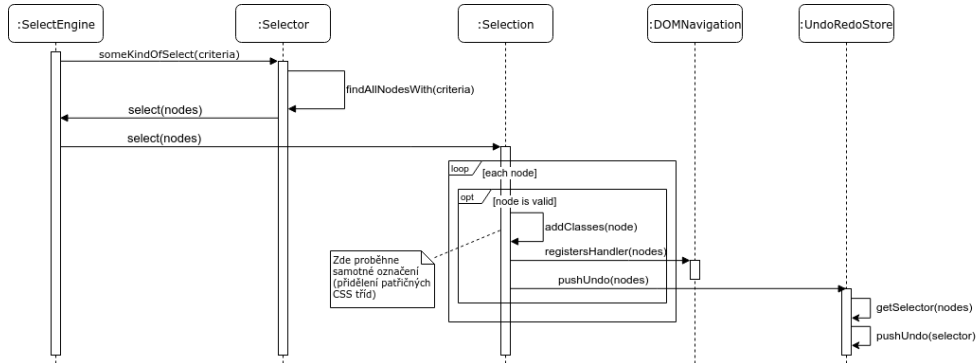 :SelectEngine
:Selector
:Selection
:DOMNavigation
:UndoRedoStore
someKindOfSelect(criteria)
findAllNodesWith(criteria)
select(nodes)
select(nodes)
loop
[each node]
opt
[node is valid]
addClasses(node)
registersHandler(nodes)
Zde proběhne
samotné označení
(přidělení patřičných
CSS tříd)
pushUndo(nodes)
getSelector(nodes)
pushUndo(selector)